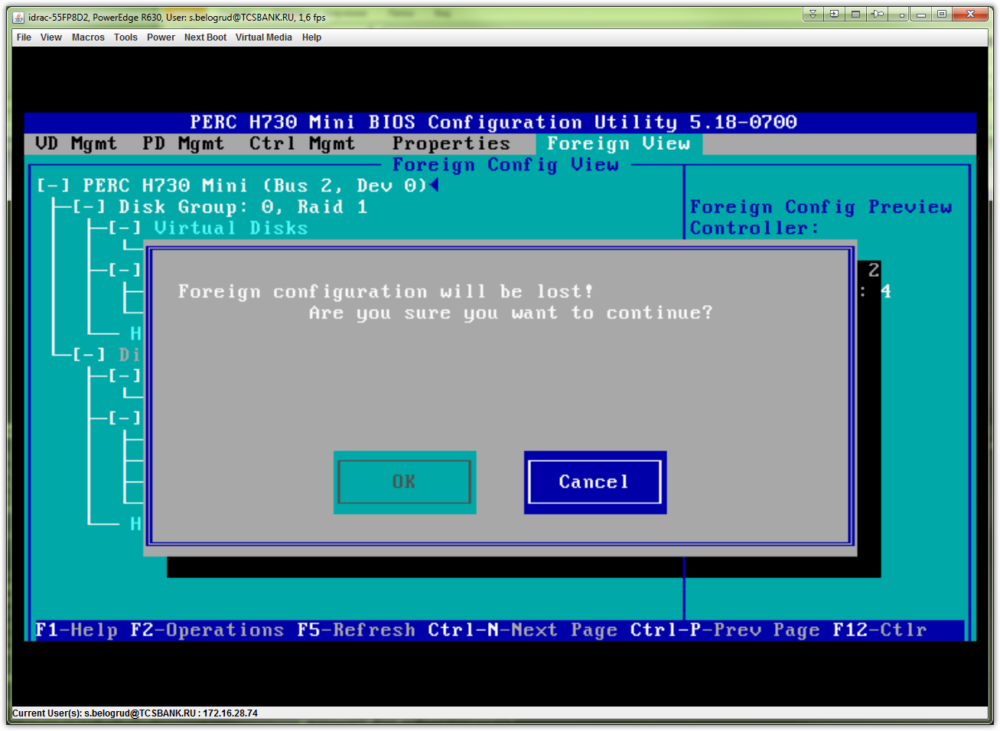 idrac-55FP8D2, PowerEdge R630, User: s.belogrud@TCSBANK.RU, 1,6 fps
File View Macros Tools Power Next Boot Virtual Media Help
PERC H730 Mini BIOS Configuration Utility 5.18-0700
VD Mgmt PD Mgmt Ctrl Mgmt Properties Foreign View
Foreign Config View
[-] PERC H730 Mini (Bus 2, Dev 0)
[-] Disk Group: 0, Raid 1
Foreign Config Preview
[-] Virtual Disks
Controller:
[-]
2
Foreign configuration will be lost!
: 4
Are you sure you want to continue?
H
[-] Di
[-]
[-]
OK
Cancel
H
F1-Help F2-Operations F5-Refresh Ctrl-N-Next Page Ctrl-P-Prev Page F12-Ctlr
Current User(s): s.belogrud@TCSBANK.RU : 172.16.28.74